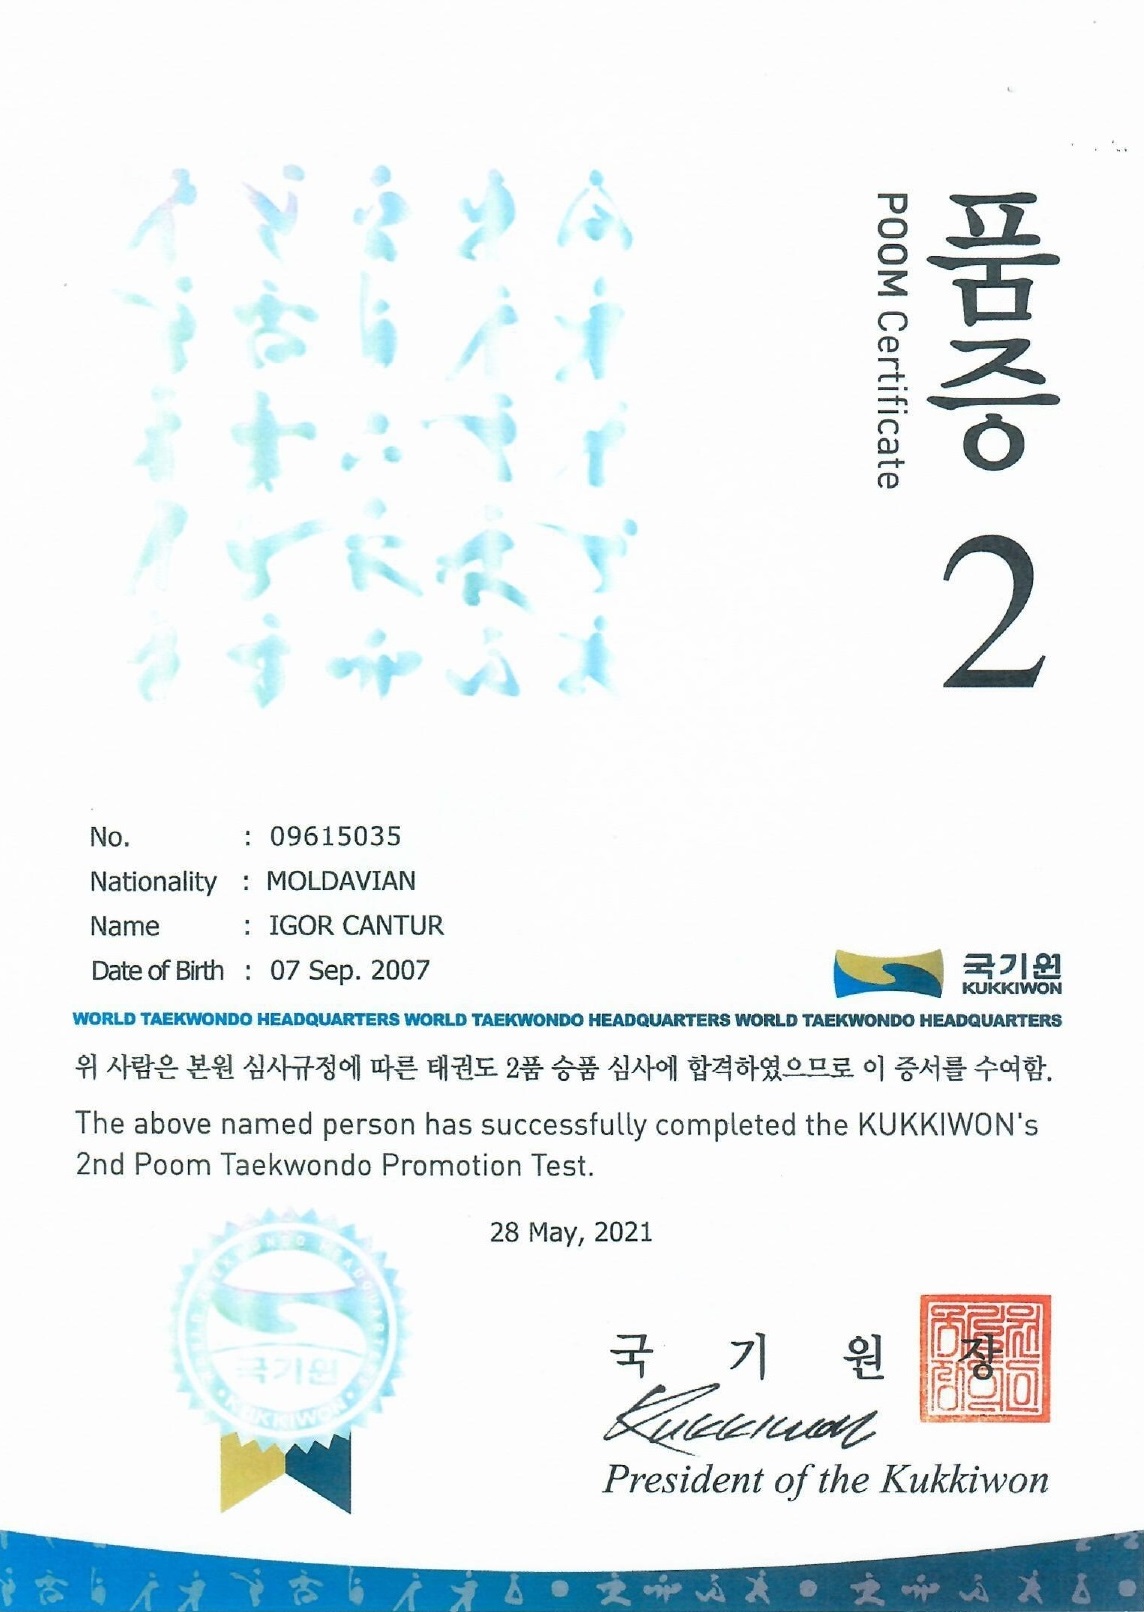 품증 2
POOM Certificate
No. : 09615035
Nationality : MOLDAVIAN
Name : IGOR CANTUR
Date of Birth : 07 Sep. 2007
국기원
KUKKIWON
WORLD TAEKWONDO HEADQUARTERS WORLD TAEKWONDO HEADQUARTERS WORLD TAEKWONDO HEADQUARTERS
위 사람은 본원 심사규정에 따른 태권도 2품 승품 심사에 합격하였으므로 이 증서를 수여함.
The above named person has successfully completed the KUKKIWON's
2nd Poom Taekwondo Promotion Test.
28 May, 2021
국기원
KUKKIWON
국 기 원 장
Kukkiwon
President of the Kukkiwon